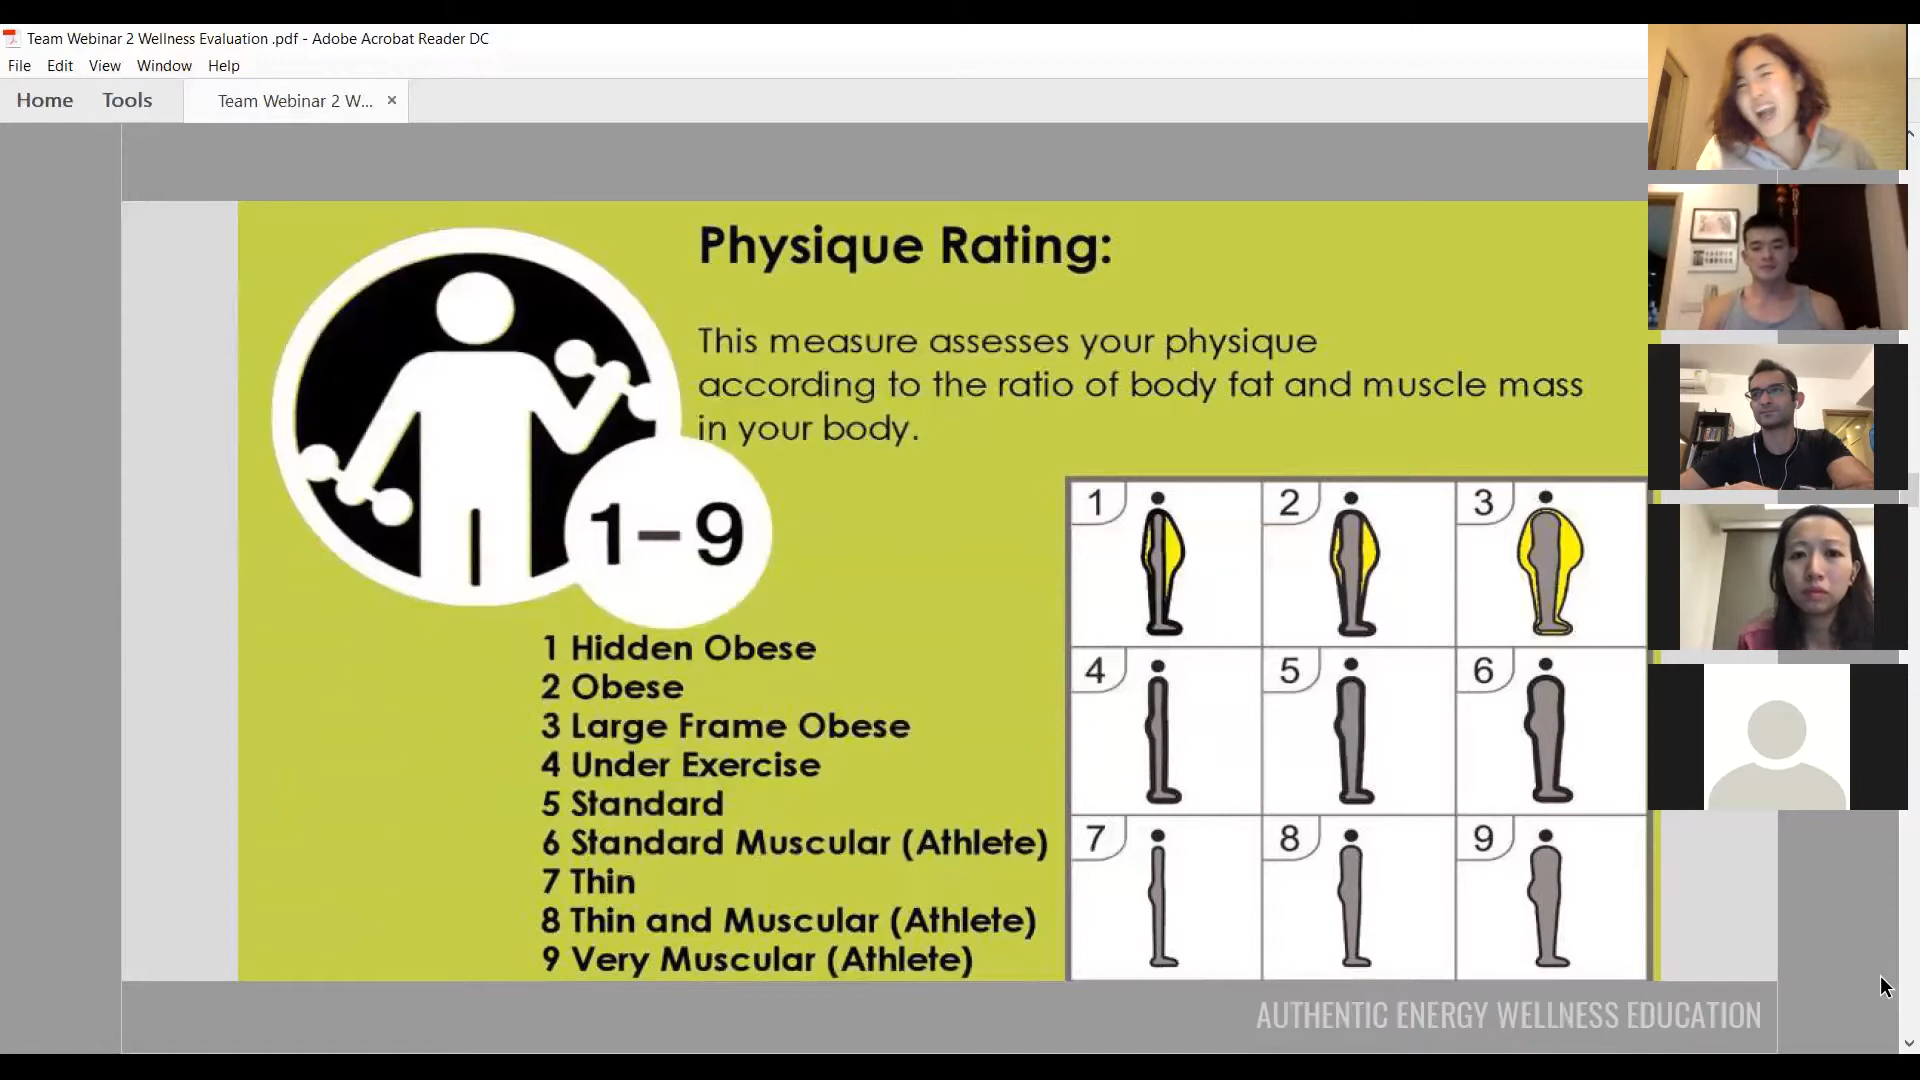 Team Webinar 2 Wellness Evaluation .pdf - Adobe Acrobat Reader DC
File Edit View Window Help
Home Tools Team Webinar 2 W... ×
Physique Rating:
This measure assesses your physique
according to the ratio of body fat and muscle mass
in your body.
1-9
1 Hidden Obese
2 Obese
3 Large Frame Obese
4 Under Exercise
5 Standard
6 Standard Muscular (Athlete)
7 Thin
8 Thin and Muscular (Athlete)
9 Very Muscular (Athlete)
1 2 3
4 5 6
7 8 9
AUTHENTIC ENERGY WELLNESS EDUCATION